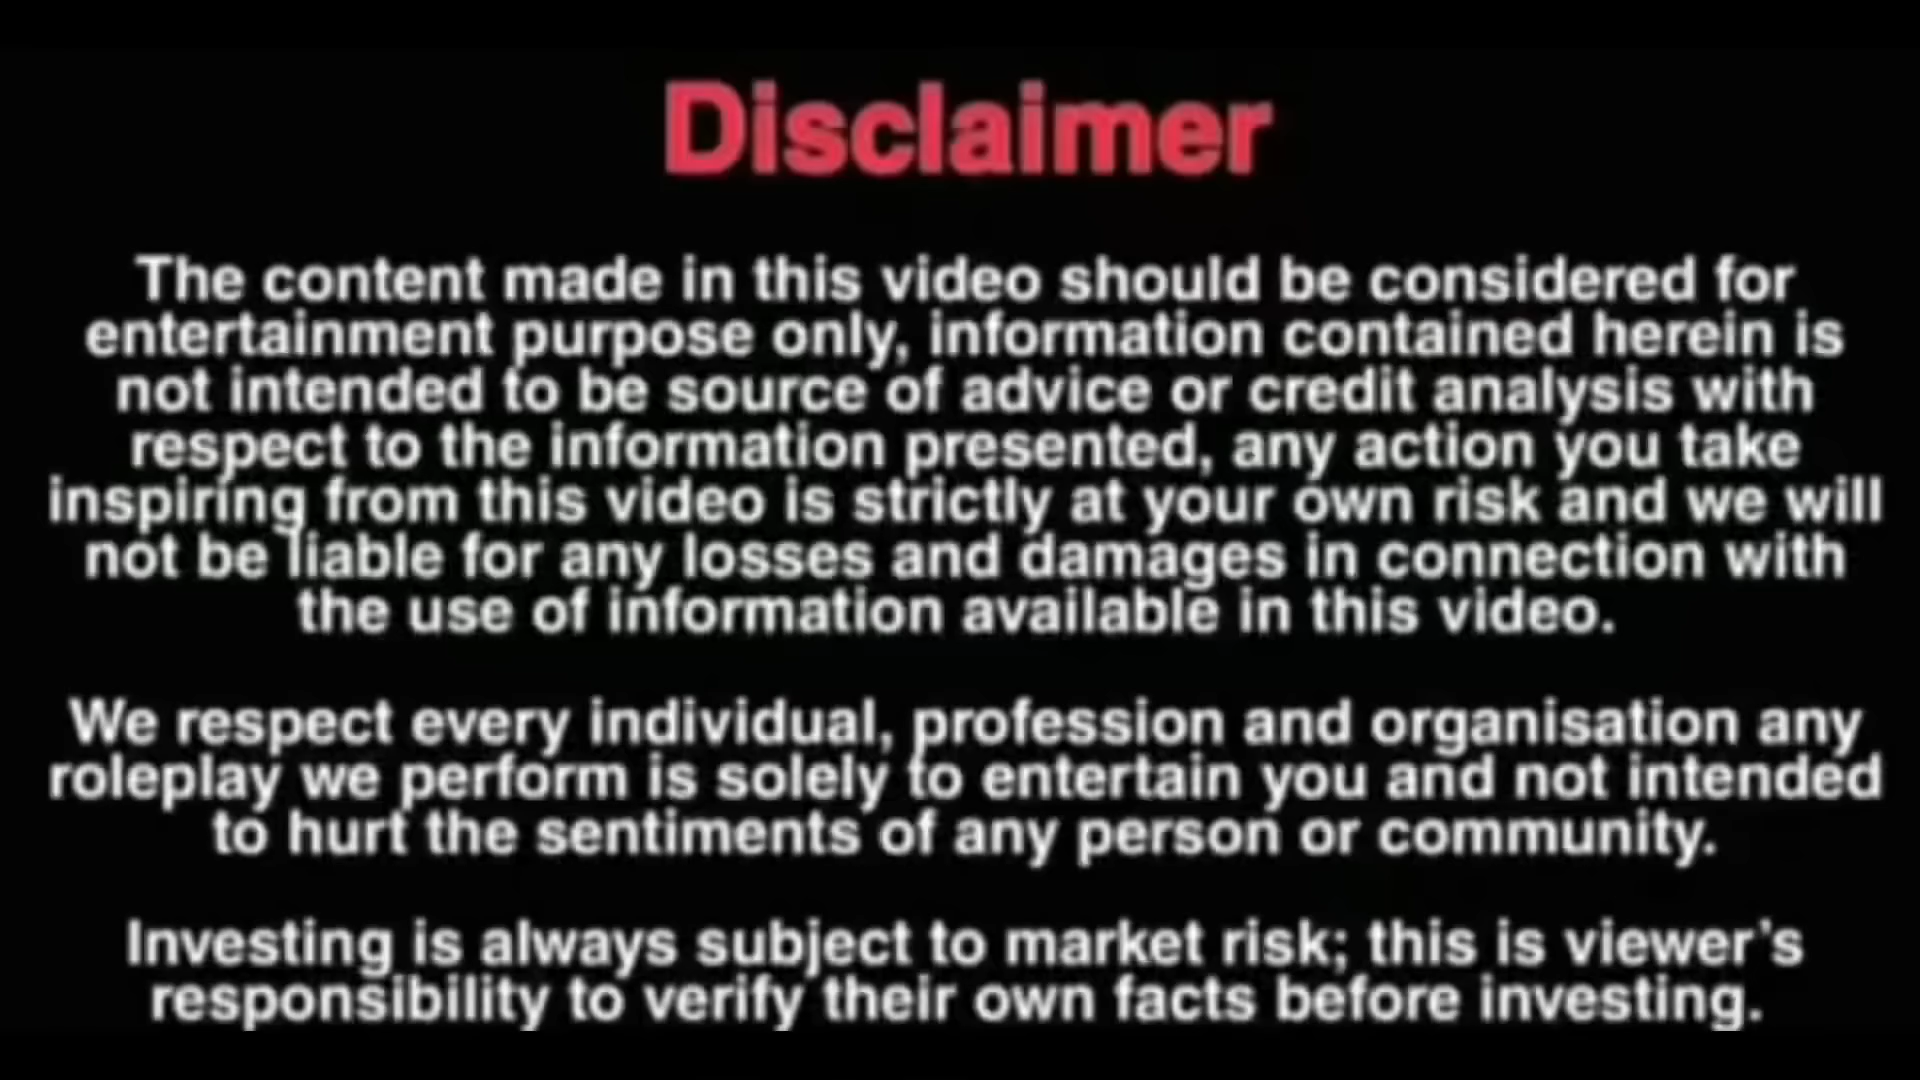 Disclaimer
The content made in this video should be considered for
entertainment purpose only, information contained herein is
not intended to be source of advice or credit analysis with
respect to the information presented, any action you take
inspiring from this video is strictly at your own risk and we will
not be liable for any losses and damages in connection with
the use of information available in this video.
We respect every individual, profession and organisation any
roleplay we perform is solely to entertain you and not intended
to hurt the sentiments of any person or community.
Investing is always subject to market risk; this is viewer’s
responsibility to verify their own facts before investing.